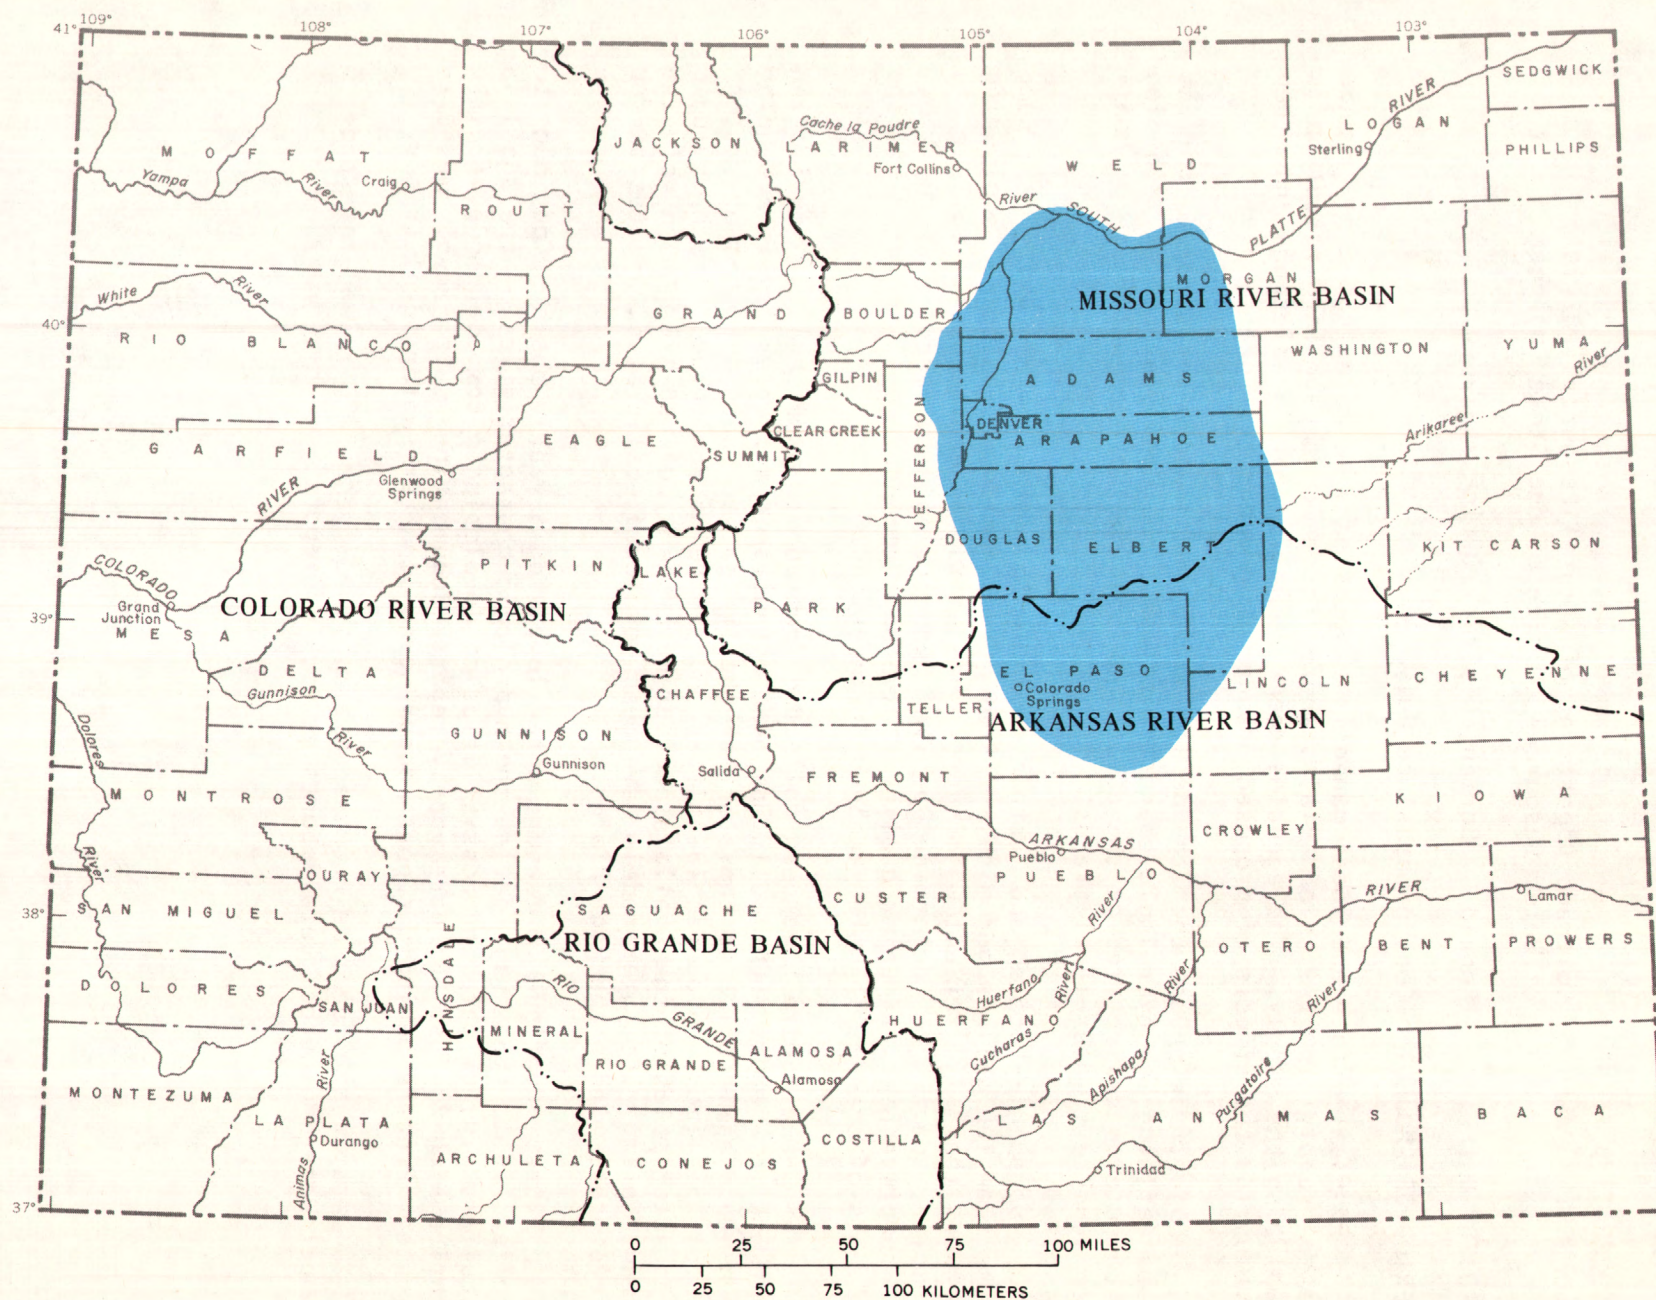 109°
108°
107°
106°
105°
104°
103°
41°
SEDGWICK
RIVER
LOGAN
Cache la Poudre
JACKSON
LARIMER
Sterling
PHILLIPS
MOFFAT
Fort Collins
WELD
Yampa
River
Craig
River
SOUTH
ROUTT
PLATTE
MORGAN
White
River
MISSOURI RIVER BASIN
GRAND
BOULDER
40°
RIO BLANCO
WASHINGTON
YUMA
River
GILPIN
ADAMS
JEFFERSON
DENVER
Arikaree
CLEAR CREEK
EAGLE
ARAPAHOE
GARFIELD
SUMMIT
Glenwood
Springs
RIVER
DOUGLAS
ELBERT
KIT CARSON
PITKIN
LAKE
COLORADO
Grand
Junction
COLORADO RIVER BASIN
PARK
39°
MESA
DELTA
EL PASO
CHEYENNE
LINCOLN
Gunnison
CHAFFEE
Colorado
Springs
TELLER
Dolores
ARKANSAS RIVER BASIN
GUNNISON
River
Gunnison
Salida
FREMONT
MONTROSE
KIOWA
CROWLEY
ARKANSAS
Pueblo
River
OURAY
PUEBLO
RIVER
Lamar
CUSTER
38°
SAN MIGUEL
SAGUACHE
River
HINSDALE
RIO GRANDE BASIN
OTERO
BENT
PROWERS
DOLORES
RIO
Huerfano
River
River
River
SAN JUAN
MINERAL
GRANDE
HUERFANO
ALAMOSA
Cucharas
RIO GRANDE
River
Alamosa
Apishapa
Purgatoire
MONTEZUMA
LA PLATA
Durango
LAS ANIMAS
BACA
COSTILLA
ARCHULETA
CONEJOS
Trinidad
Animas
37°
0 25 50 75 100 MILES
0 25 50 75 100 KILOMETERS